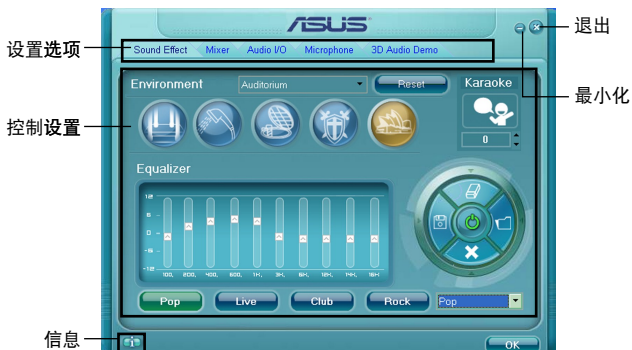 ASUS
退出
设置选项
Sound Effect Mixer Audio I/O Microphone 3D Audio Demo
最小化
Environment Auditorium Reset Karaoke
控制设置
0
Equalizer
12
6
0
-6
-12
100, 200, 400, 600, 1K, 3K, 6K, 12K, 14K, 16K
Pop Live Club Rock Pop
信息
i
OK